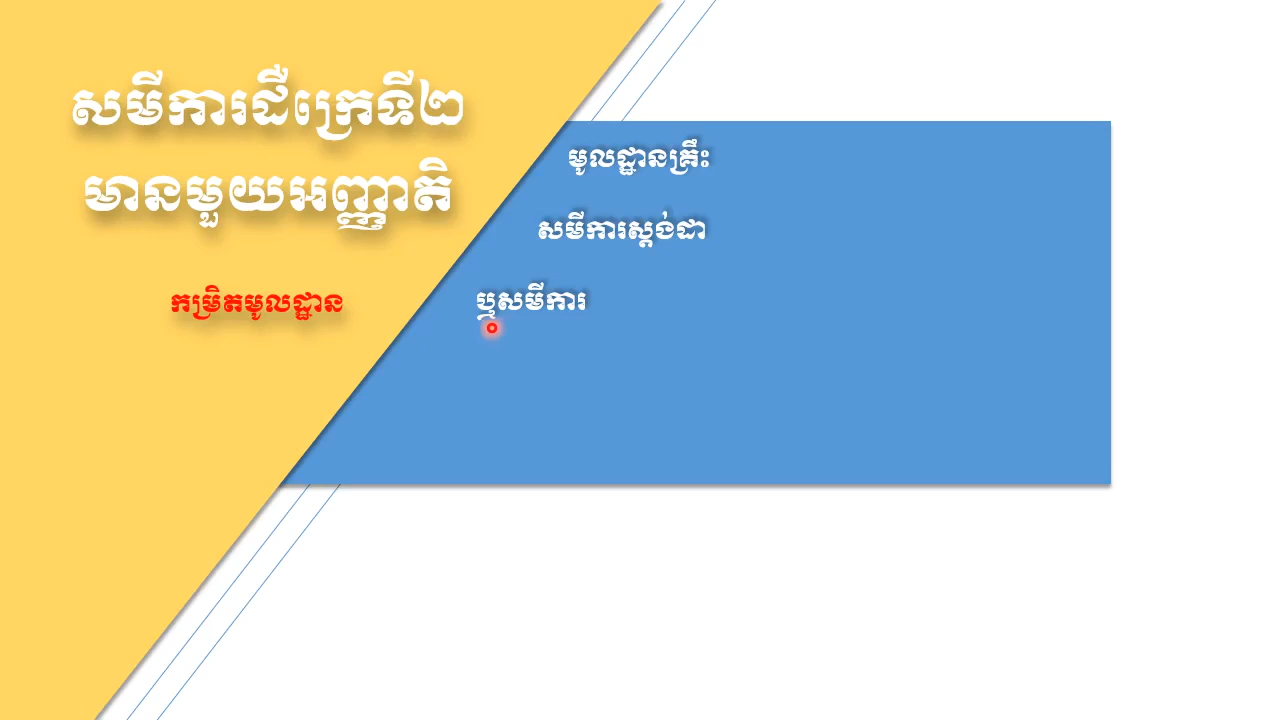 សមីការដឺក្រេទី២
មានមួយអញ្ញាតិ
កម្រិតមូលដ្ឋាន
មូលដ្ឋានគ្រឹះ
សមីការស្តង់ដា
ឬសសមីការ